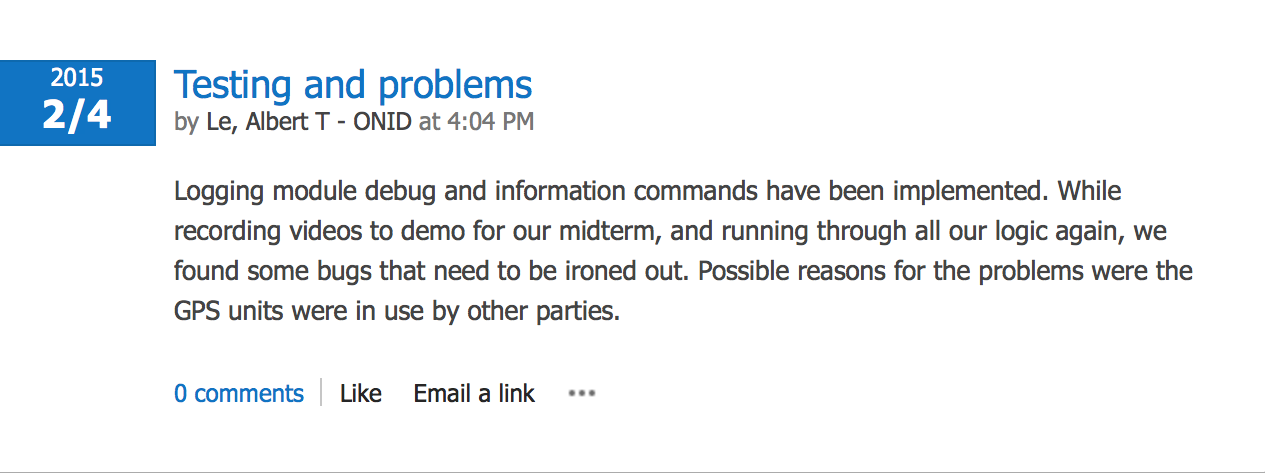 2015
2/4
Testing and problems
by Le, Albert T - ONID at 4:04 PM
Logging module debug and information commands have been implemented. While
recording videos to demo for our midterm, and running through all our logic again, we
found some bugs that need to be ironed out. Possible reasons for the problems were the
GPS units were in use by other parties.
0 comments Like Email a link •••